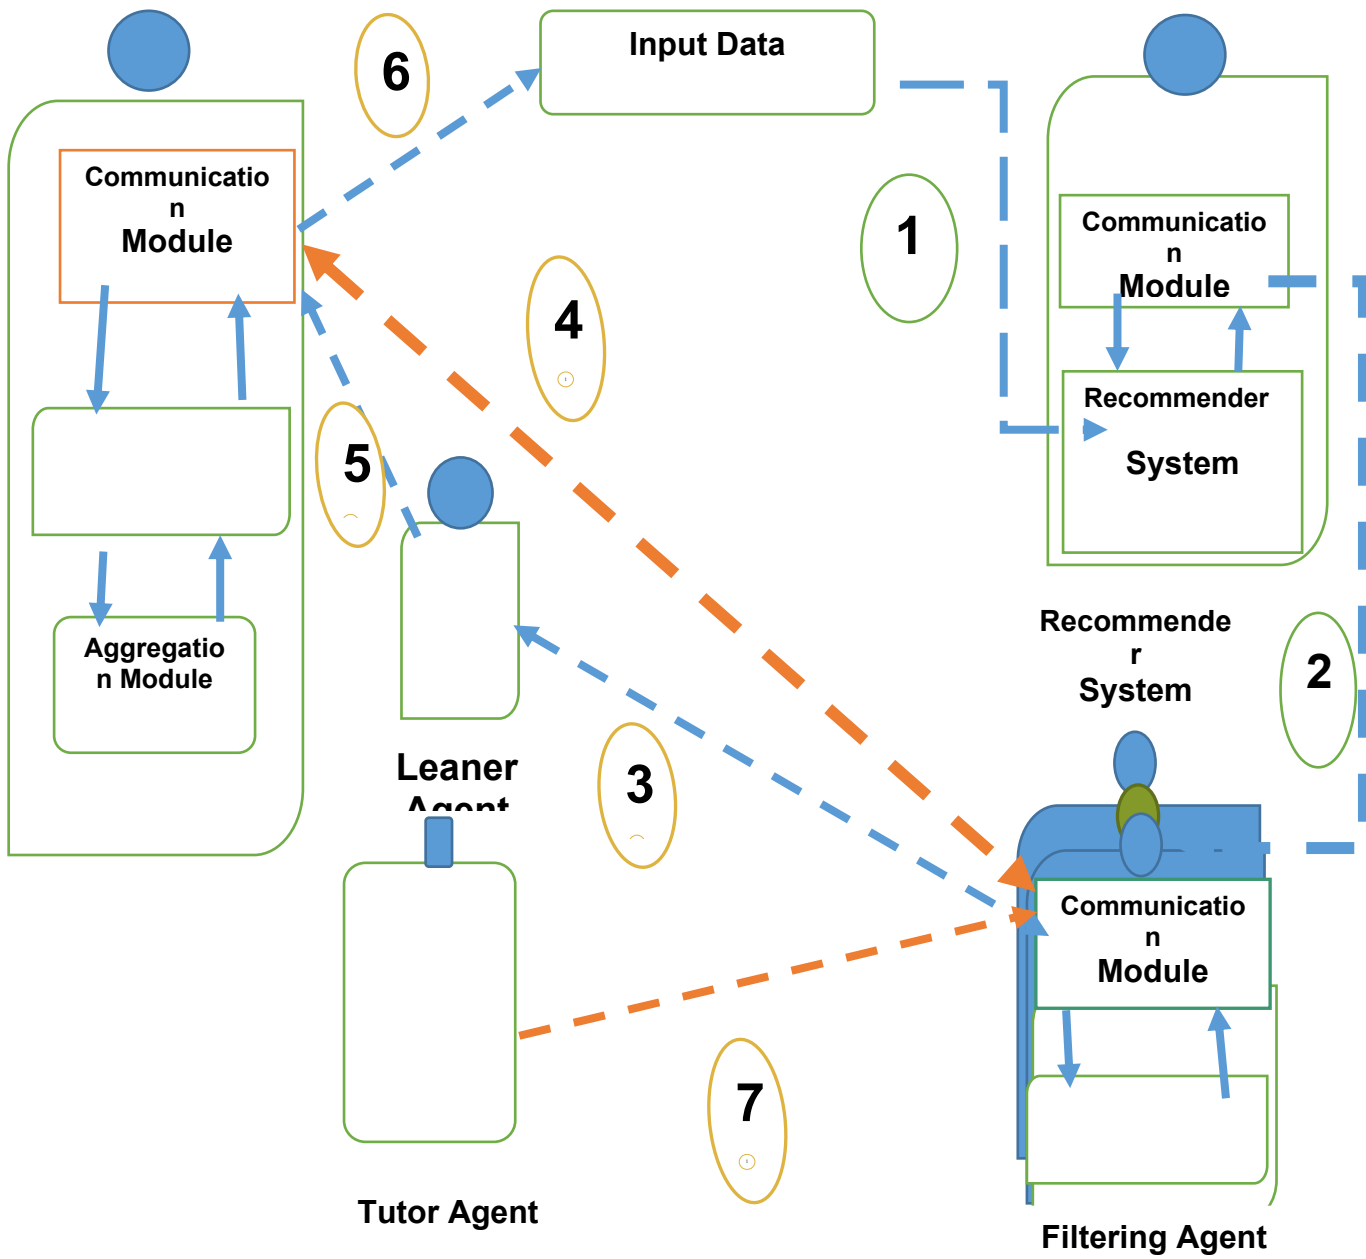 6
Input Data
Communicatio
n
Module
1
Communicatio
n
Module
4
Recommender
System
5
Aggregatio
n Module
Recommende
r
System
2
Leaner
Agent
3
Communicatio
n
Module
7
Tutor Agent
Filtering Agent